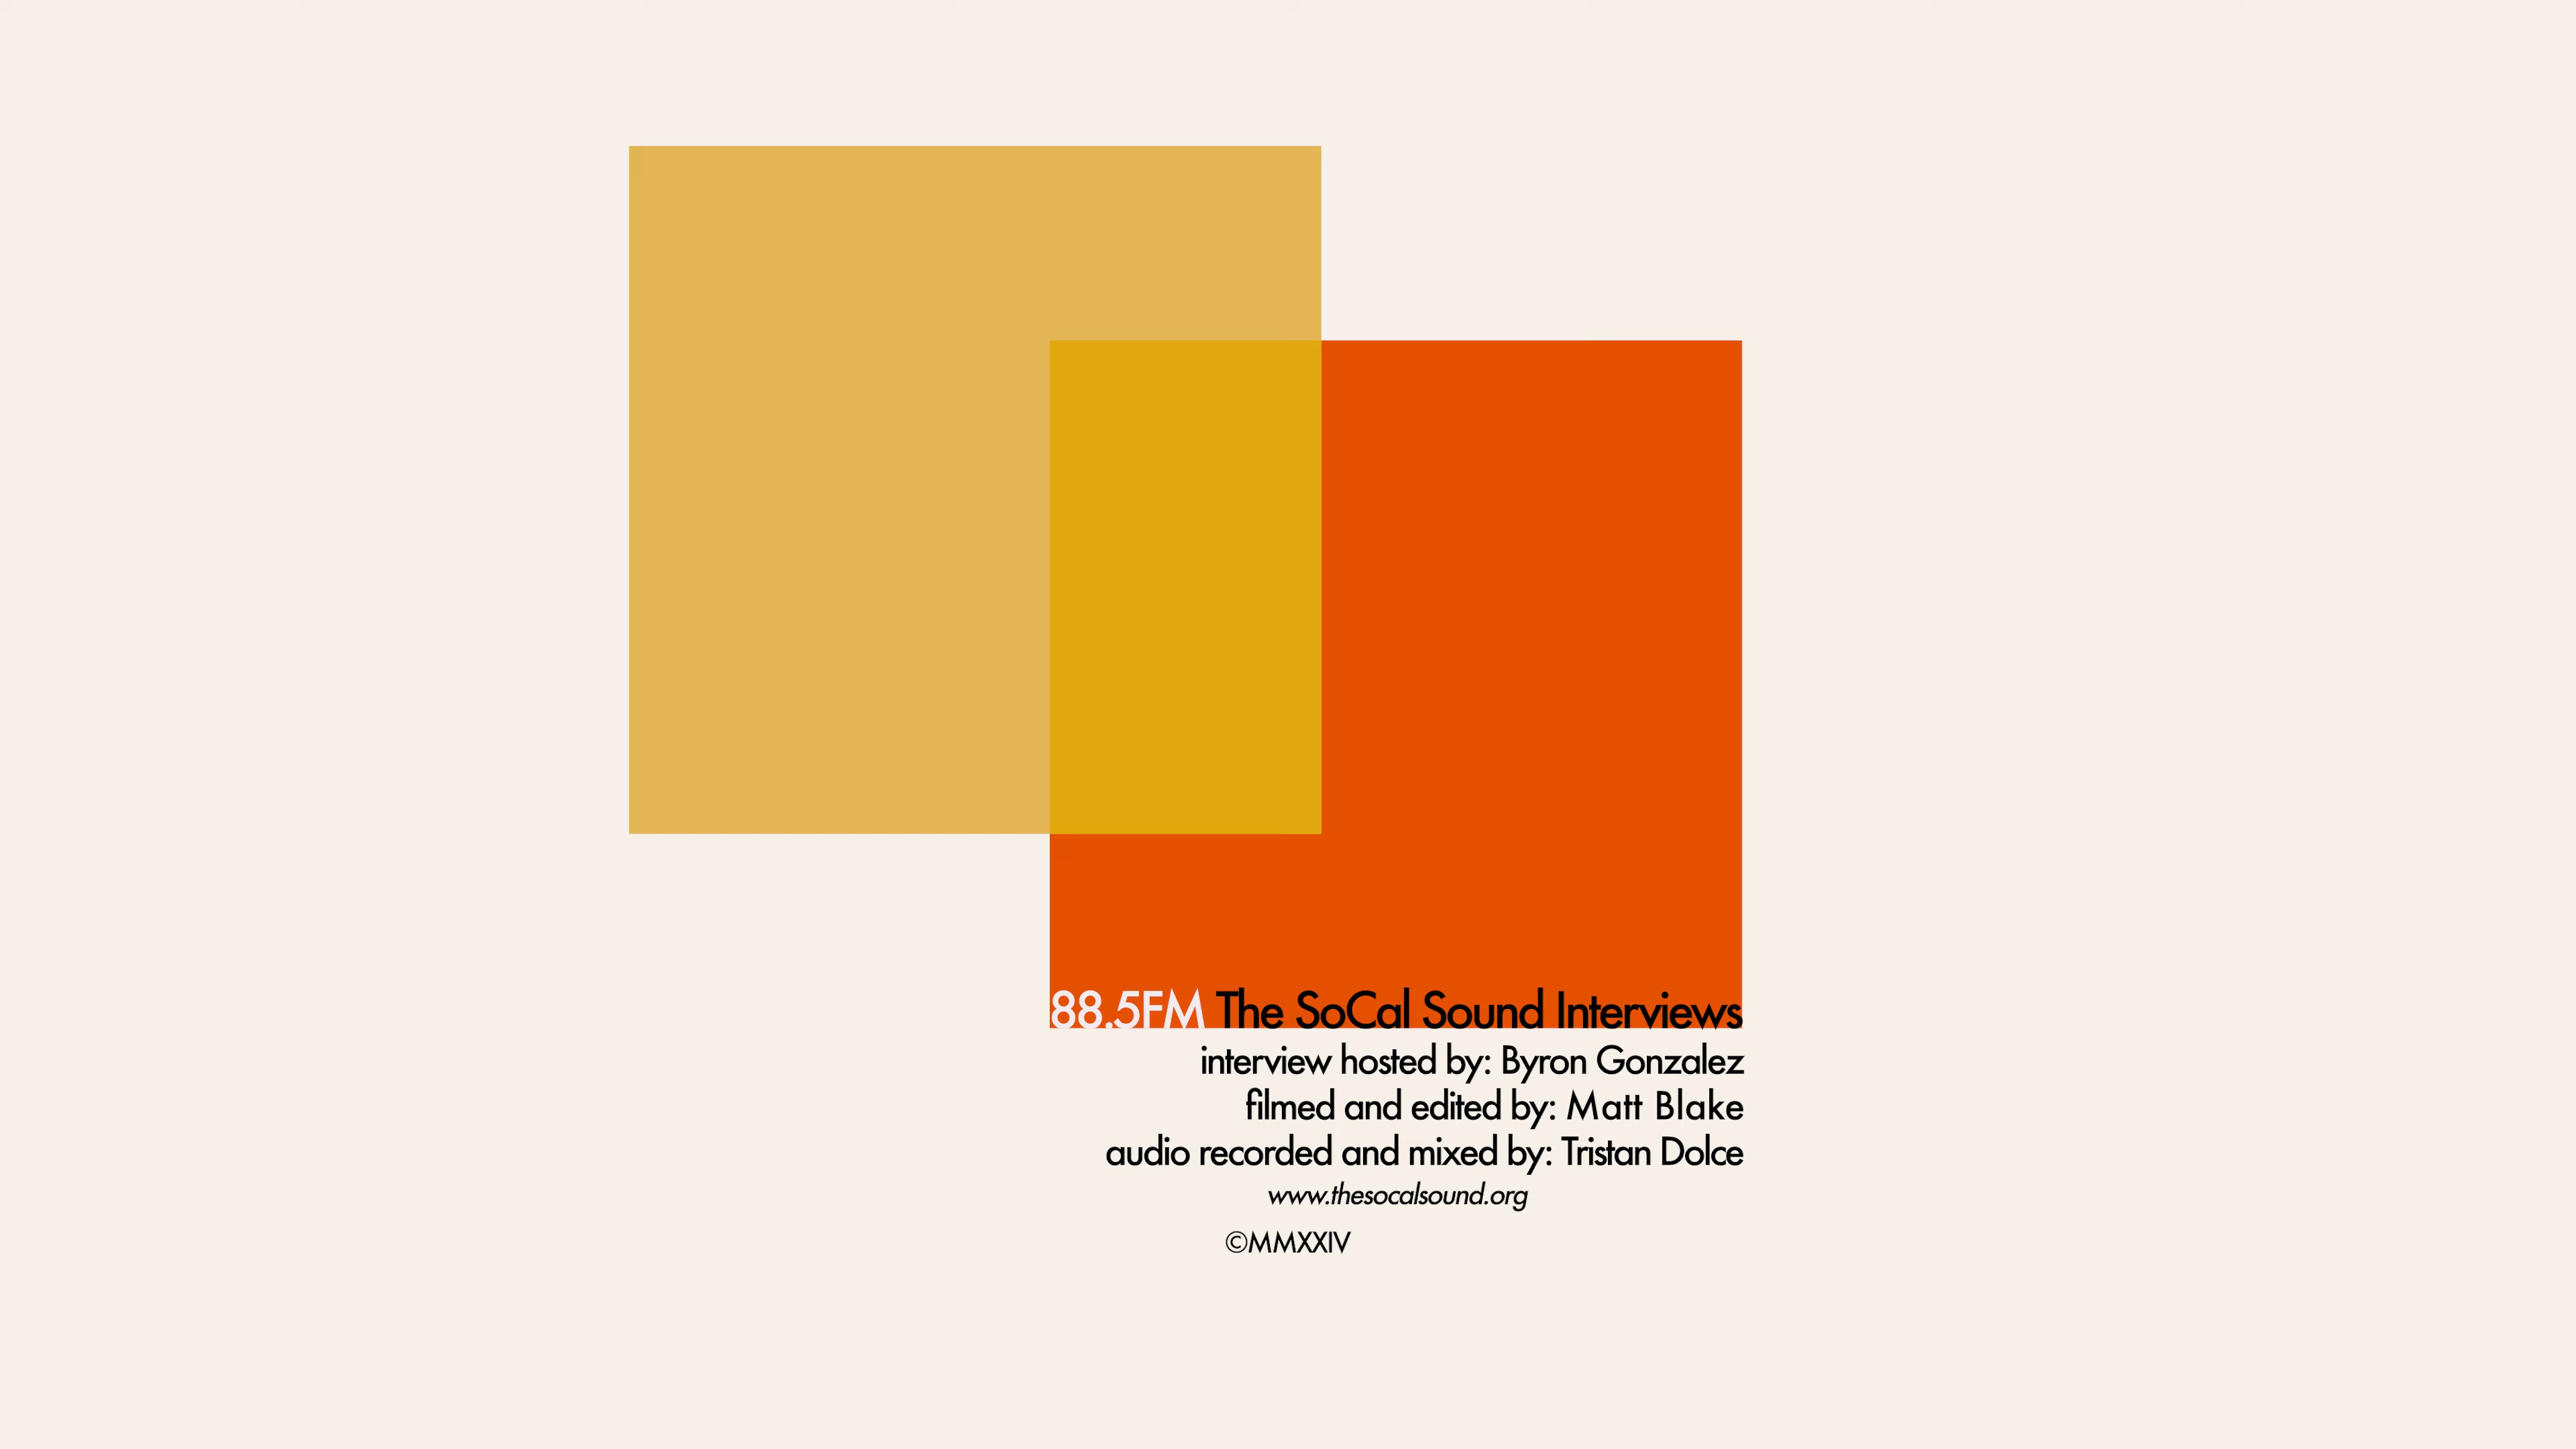 88.5FM The SoCal Sound Interviews
interview hosted by: Byron Gonzalez
filmed and edited by: Matt Blake
audio recorded and mixed by: Tristan Dolce
www.thesocalsound.org
©MMXXIV